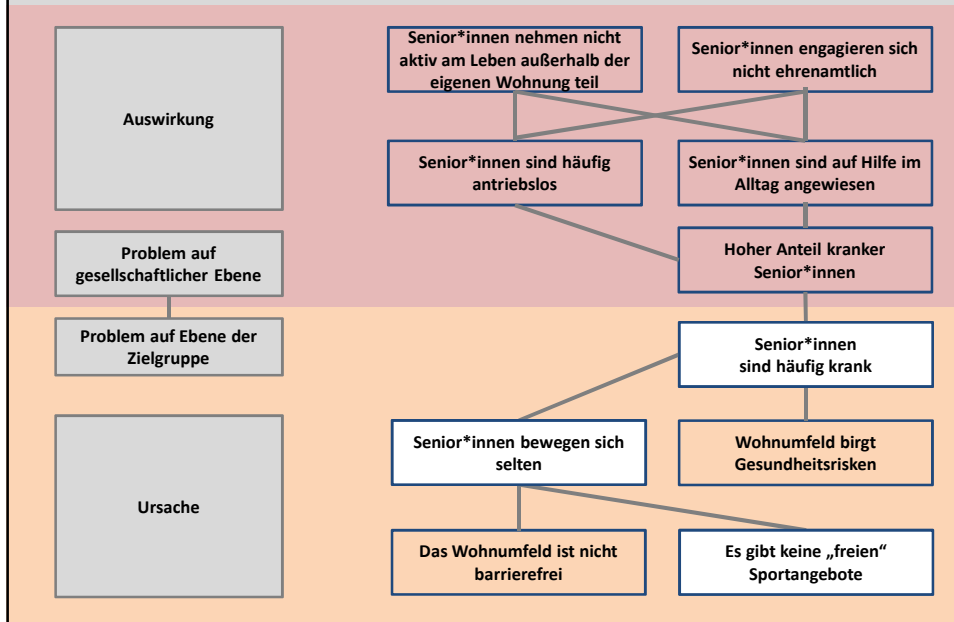 Senior*innen nehmen nicht
aktiv am Leben außerhalb der
eigenen Wohnung teil
Senior*innen engagieren sich
nicht ehrenamtlich
Auswirkung
Senior*innen sind häufig
antriebslos
Senior*innen sind auf Hilfe im
Alltag angewiesen
Problem auf
gesellschaftlicher Ebene
Hoher Anteil kranker
Senior*innen
Problem auf Ebene der
Zielgruppe
Senior*innen
sind häufig krank
Senior*innen bewegen sich
selten
Wohnumfeld birgt
Gesundheitsrisken
Ursache
Das Wohnumfeld ist nicht
barrierefrei
Es gibt keine „freien“
Sportangebote